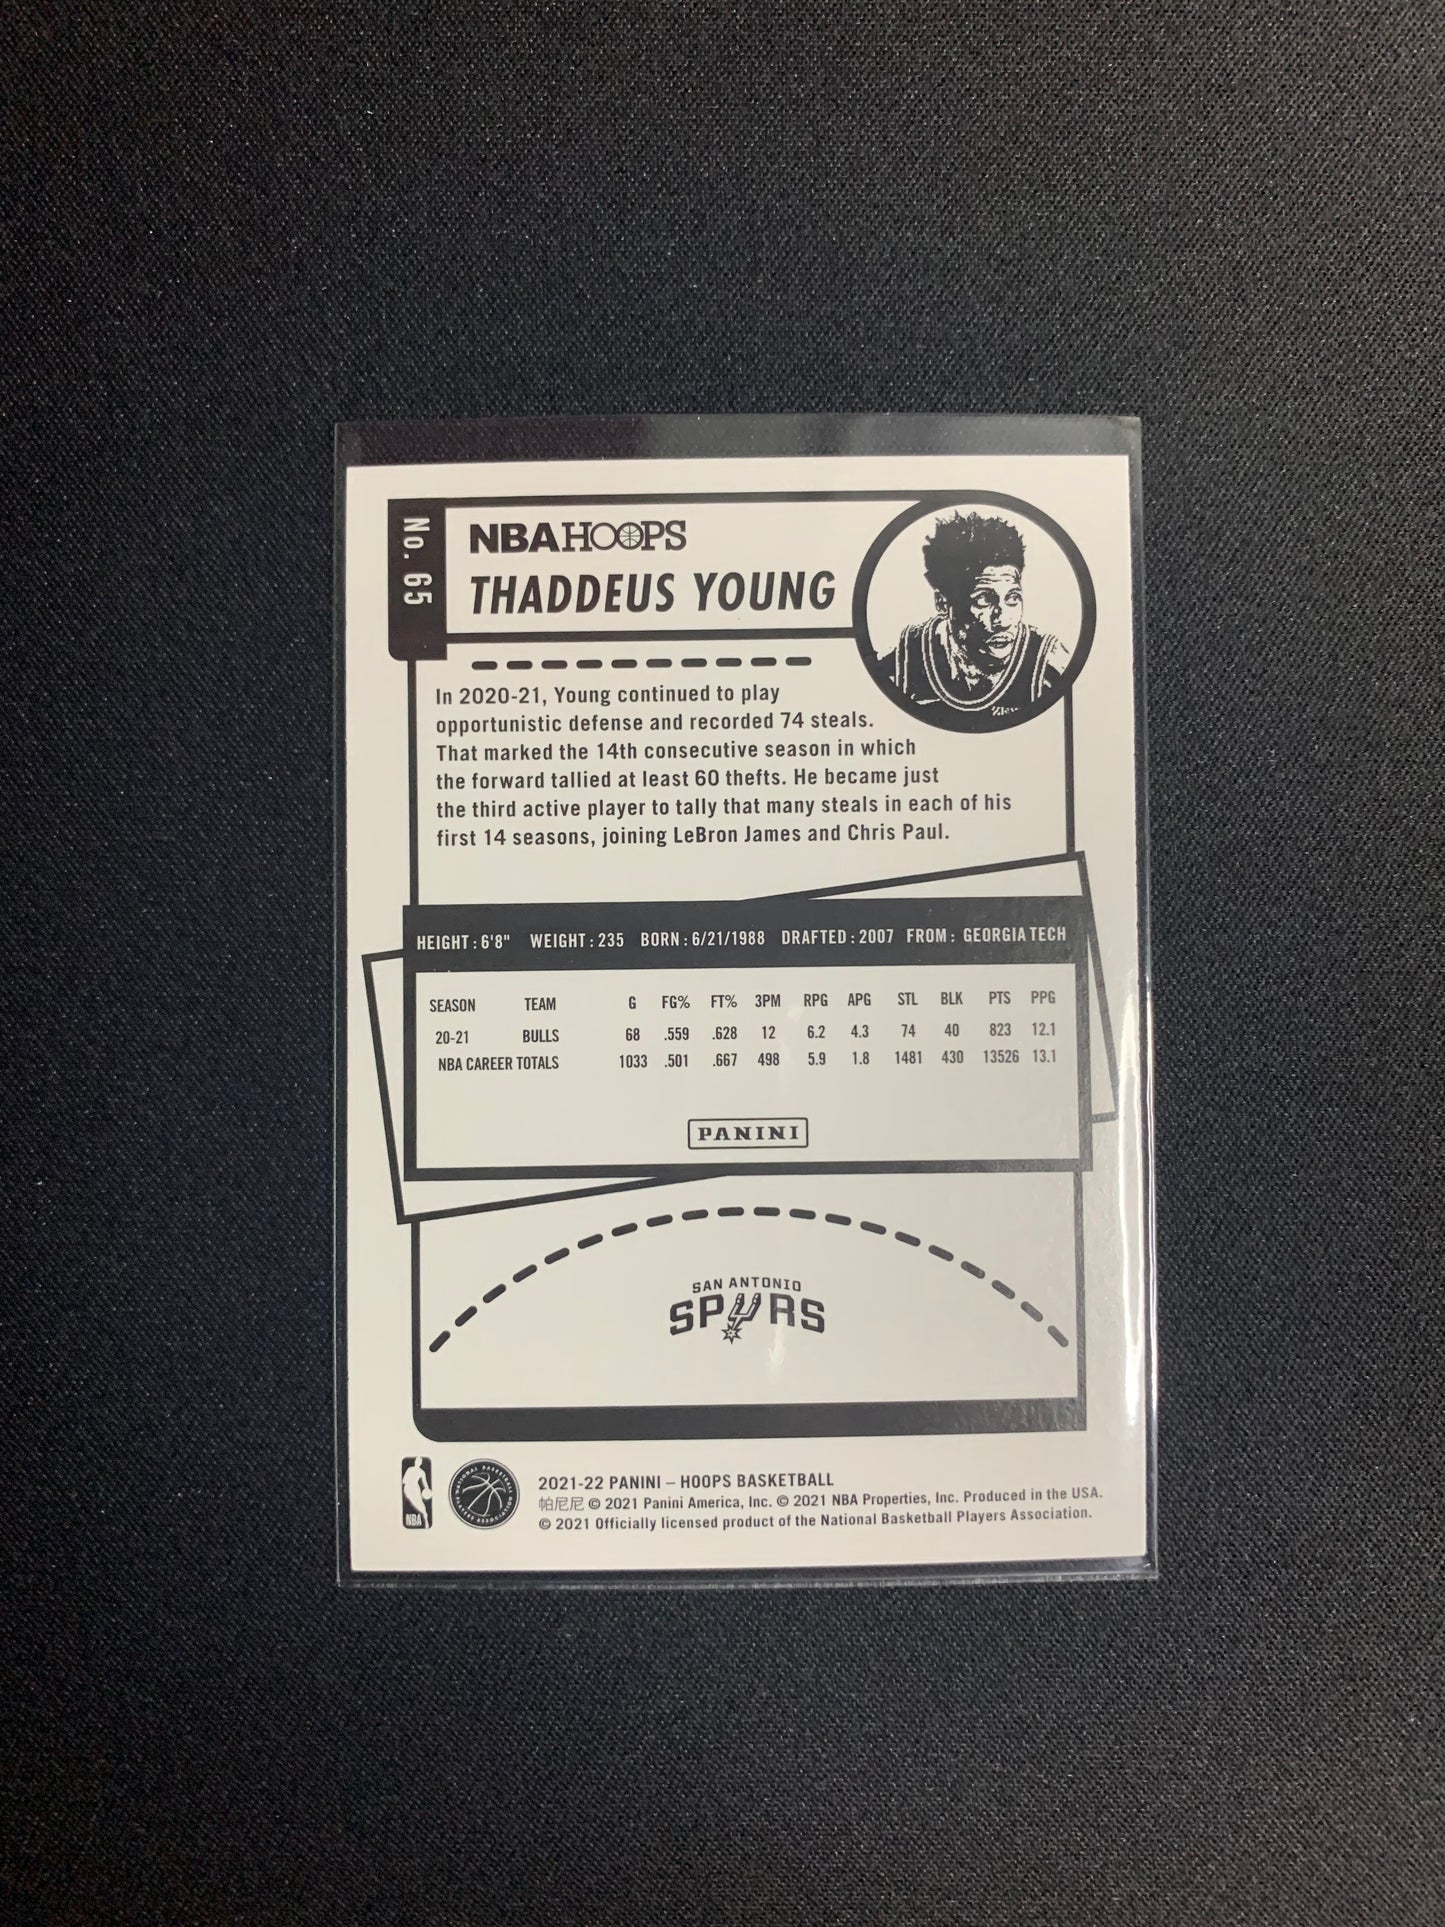 No. 65
NBA HOOPS
THADDEUS YOUNG
In 2020-21, Young continued to play
opportunistic defense and recorded 74 steals.
That marked the 14th consecutive season in which
the forward tallied at least 60 thefts. He became just
the third active player to tally that many steals in each of his
first 14 seasons, joining LeBron James and Chris Paul.
HEIGHT: 6'8" WEIGHT: 235 BORN: 6/21/1988 DRAFTED: 2007 FROM: GEORGIA TECH
SEASON TEAM G FG% FT% 3PM RPG APG STL BLK PTS PPG
20-21 BULLS 68 .559 .628 12 6.2 4.3 74 40 823 12.1
NBA CAREER TOTALS 1033 .501 .667 498 5.9 1.8 1481 430 13526 13.1
PANINI
SAN ANTONIO
SPURS
NBA
NATIONAL BASKETBALL
PLAYERS ASSOCIATION
2021-22 PANINI – HOOPS BASKETBALL
帕尼尼 © 2021 Panini America, Inc. © 2021 NBA Properties, Inc. Produced in the USA.
© 2021 Officially licensed product of the National Basketball Players Association.